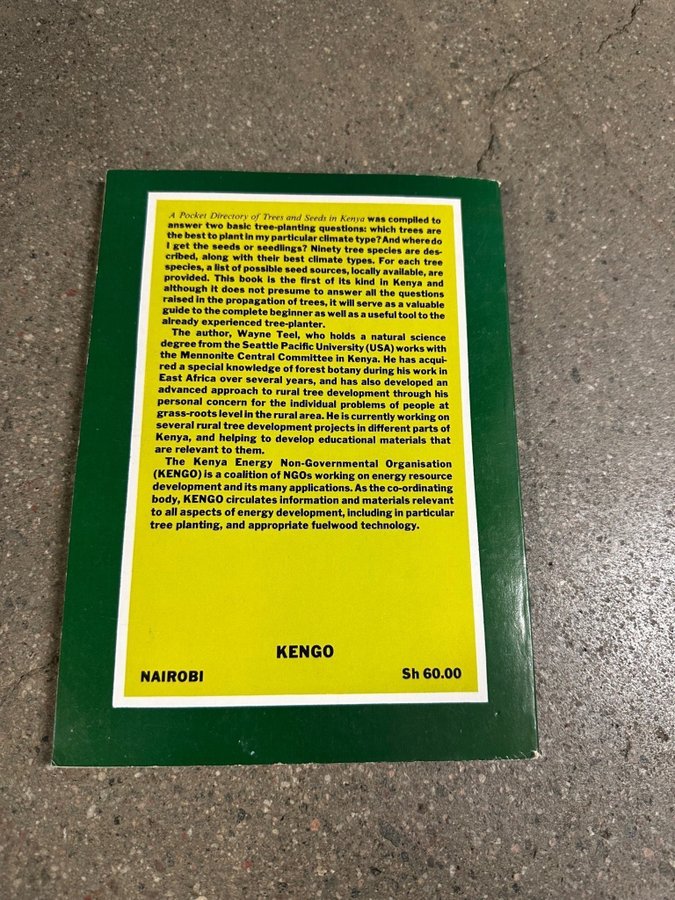 A Pocket Directory of Trees and Seeds in Kenya was compiled to
answer two basic tree-planting questions: which trees are
the best to plant in my particular climate type? And where do
I get the seeds or seedlings? Ninety tree species are des-
cribed, along with their best climate types. For each tree
species, a list of possible seed sources, locally available, are
provided. This book is the first of its kind in Kenya and
although it does not presume to answer all the questions
raised in the propagation of trees, it will serve as a valuable
guide to the complete beginner as well as a useful tool to the
already experienced tree-planter.
The author, Wayne Teel, who holds a natural science
degree from the Seattle Pacific University (USA) works with
the Mennonite Central Committee in Kenya. He has acqui-
red a special knowledge of forest botany during his work in
East Africa over several years, and has also developed an
advanced approach to rural tree development through his
personal concern for the individual problems of people at
grass-roots level in the rural area. He is currently working on
several rural tree development projects in different parts of
Kenya, and helping to develop educational materials that
are relevant to them.
The Kenya Energy Non-Governmental Organisation
(KENGO) is a coalition of NGOs working on energy resource
development and its many applications. As the co-ordinating
body, KENGO circulates information and materials relevant
to all aspects of energy development, including in particular
tree planting, and appropriate fuelwood technology.
KENGO
NAIROBI Sh 60.00